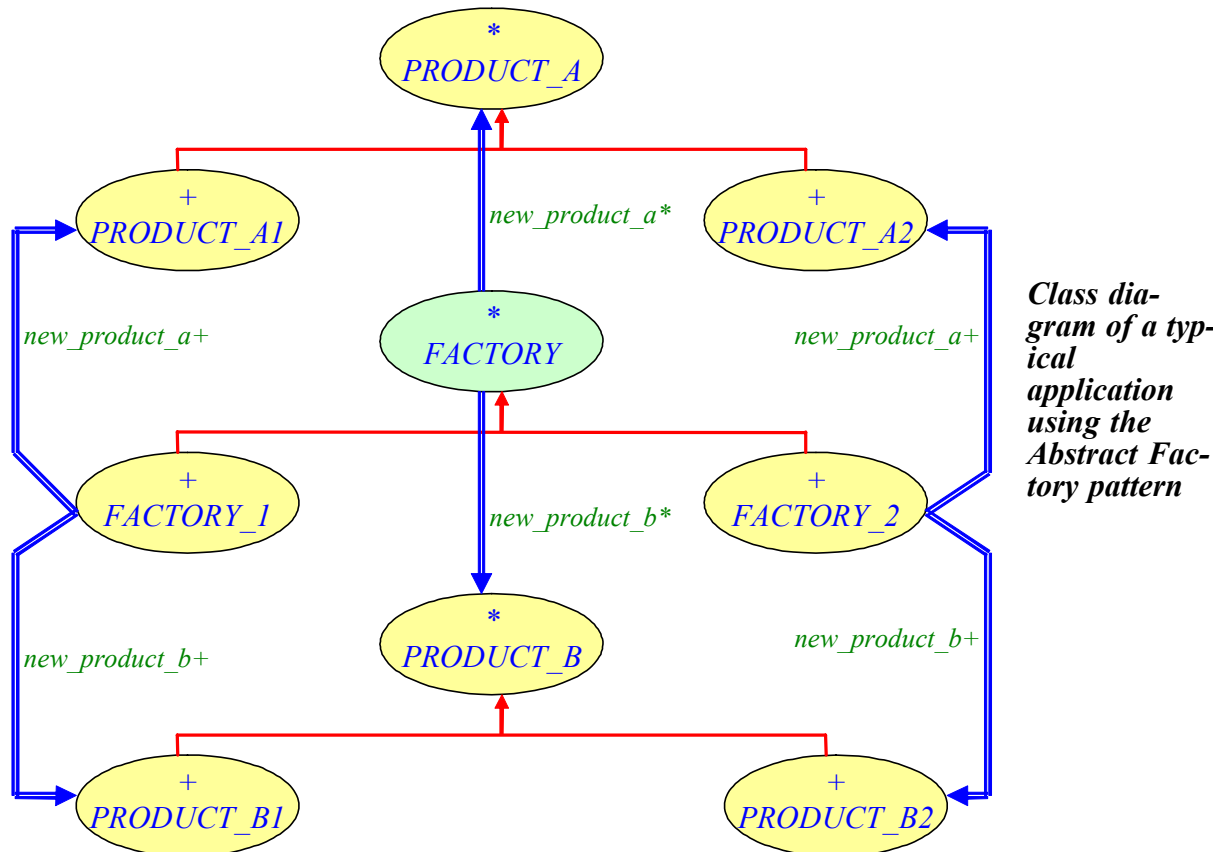 *
PRODUCT_A
+
PRODUCT_A1
new_product_a*
+
PRODUCT_A2
new_product_a+
*
FACTORY
new_product_a+
Class dia-
gram of a typ-
ical
application
using the
Abstract Fac-
tory pattern
+
FACTORY_1
new_product_b*
+
FACTORY_2
new_product_b+
*
PRODUCT_B
new_product_b+
+
PRODUCT_B1
+
PRODUCT_B2